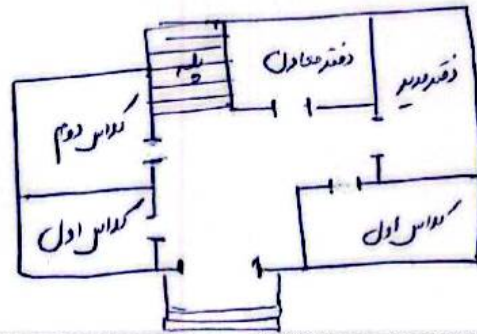 دفتر مدیر
دفتر معاون
پله
کلاس دوم
کلاس اول
کلاس اول